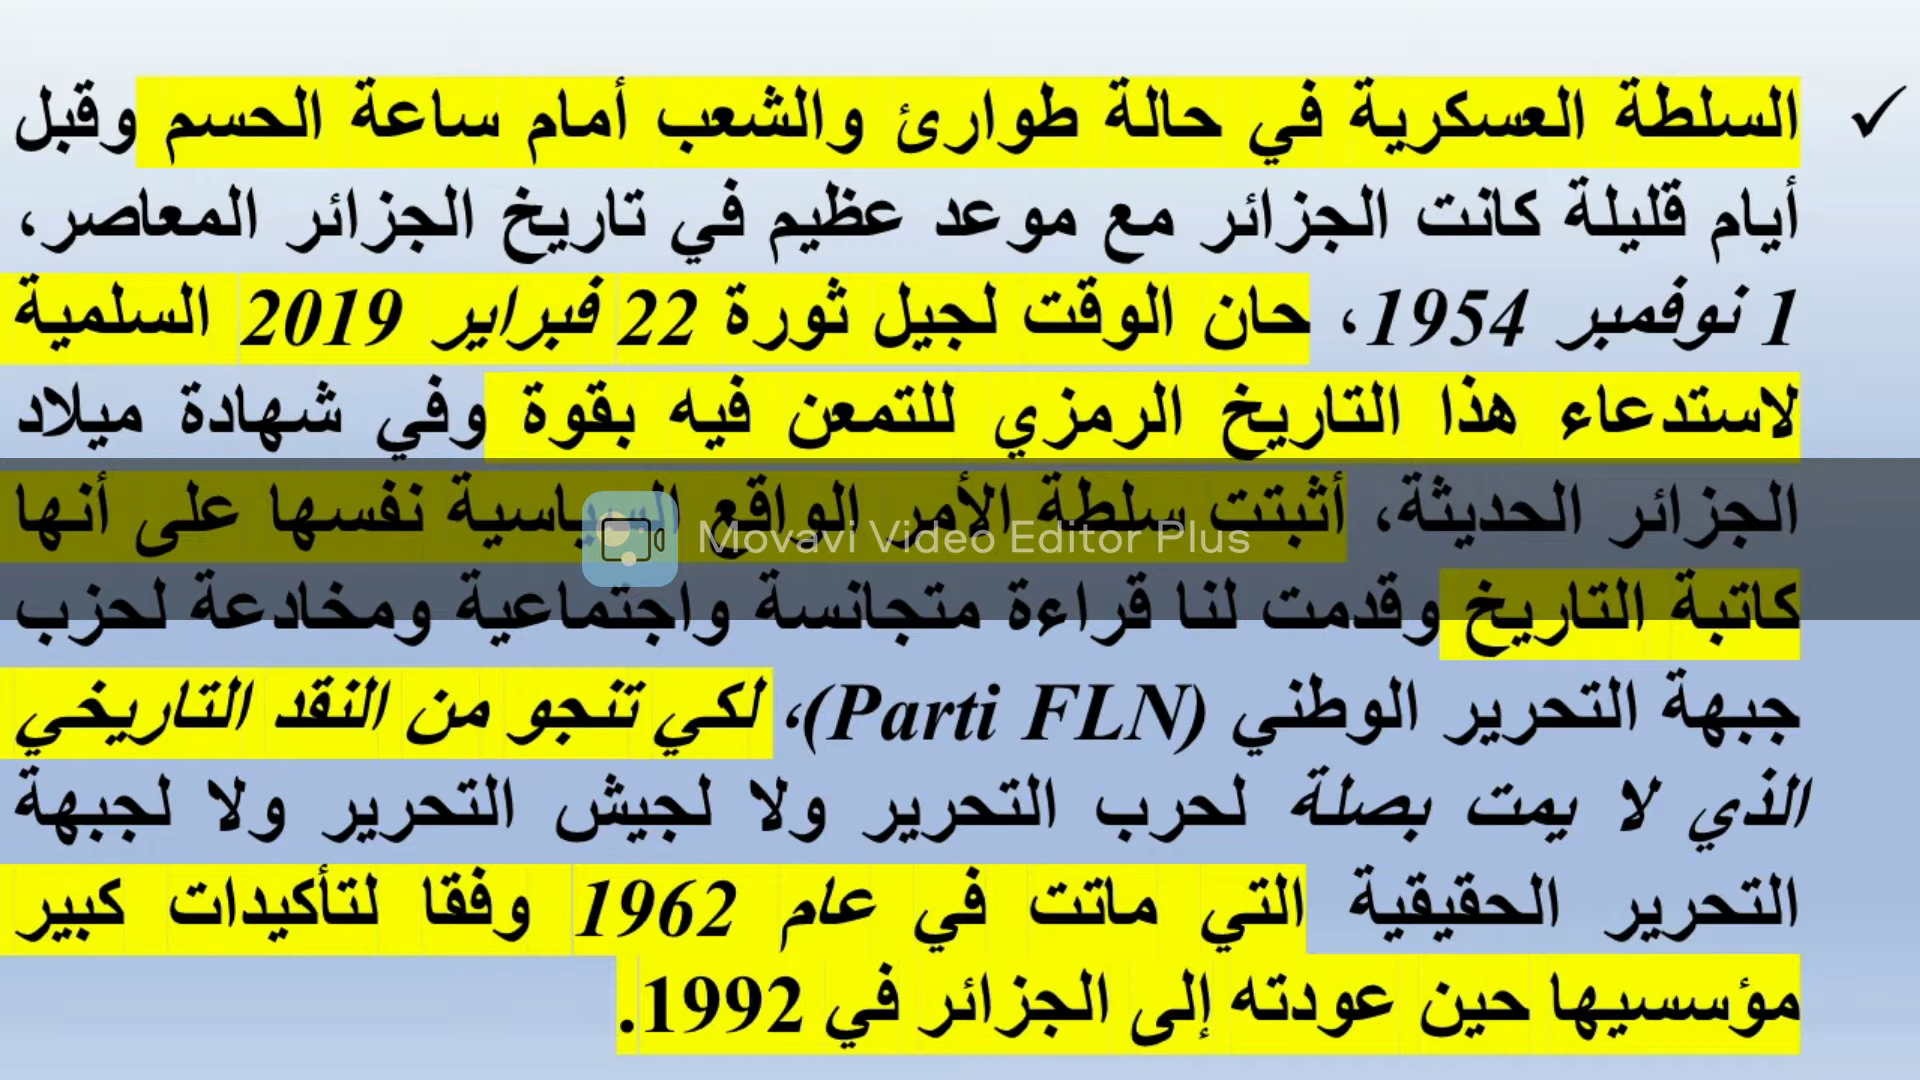 ✓ السلطة العسكرية في حالة طوارئ والشعب أمام ساعة الحسم وقبل
أيام قليلة كانت الجزائر مع موعد عظيم في تاريخ الجزائر المعاصر،
1 نوفمبر 1954، حان الوقت لجيل ثورة 22 فبراير 2019 السلمية
لاستدعاء هذا التاريخ الرمزي للتمعن فيه بقوة وفي شهادة ميلاد
الجزائر الحديثة، أثبتت سلطة الأمر الواقع السياسية نفسها على أنها
Movavi Video Editor Plus
كاتبة التاريخ وقدمت لنا قراءة متجانسة واجتماعية ومخادعة لحزب
جبهة التحرير الوطني (Parti FLN)، لكي تنجو من النقد التاريخي
الذي لا يمت بصلة لحرب التحرير ولا لجيش التحرير ولا لجبهة
التحرير الحقيقية التي ماتت في عام 1962 وفقا لتأكيدات كبير
مؤسسيها حين عودته إلى الجزائر في 1992.